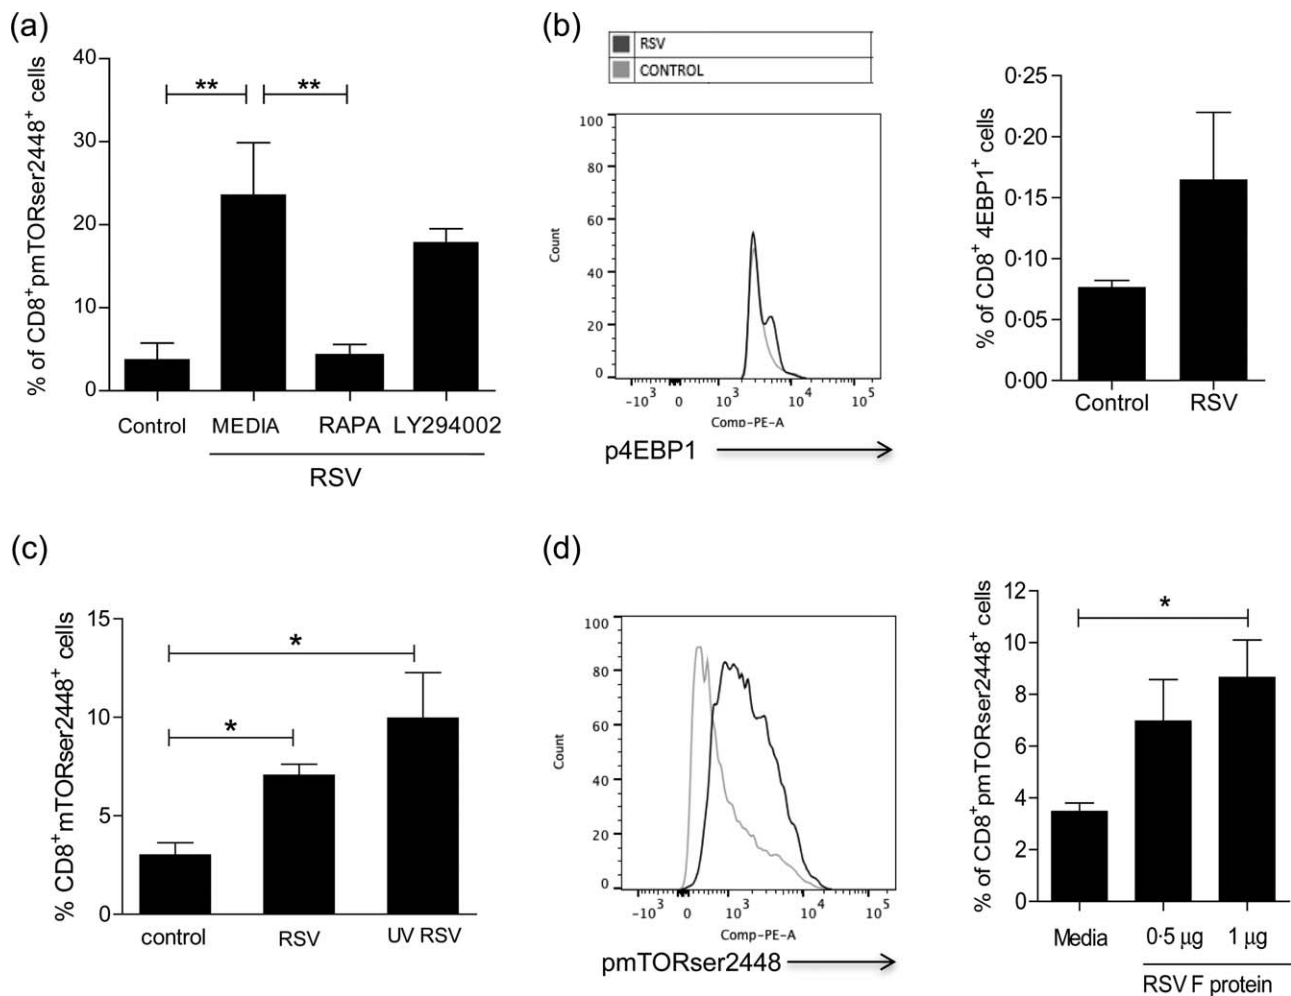 (a)
% of CD8⁺pmTORser2448⁺ cells
40
30
20
10
0
**
**
Control
MEDIA
RAPA
LY294002
RSV
(b)
RSV
CONTROL
Count
100
80
60
40
20
0
-10³
0
10³
10⁴
10⁵
Comp-PE-A
p4EBP1
% of CD8⁺ 4EBP1⁺ cells
0·25
0·20
0·15
0·10
0·05
0·00
Control
RSV
(c)
% CD8⁺mTORser2448⁺ cells
15
10
5
0
*
*
control
RSV
UV RSV
(d)
Count
100
80
60
40
20
0
-10³
0
10³
10⁴
10⁵
Comp-PE-A
pmTORser2448
% of CD8⁺pmTORser2448⁺ cells
12
10
8
6
4
2
0
*
Media
0·5 µg
1 µg
RSV F protein